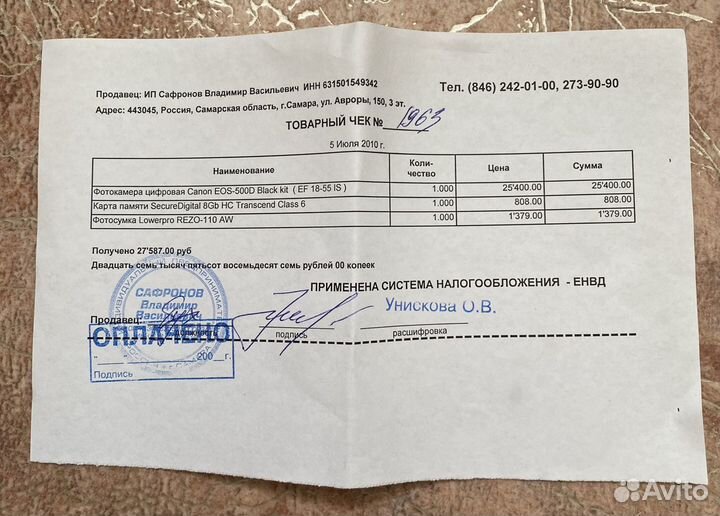 Продавец: ИП Сафронов Владимир Васильевич ИНН 631501549342
Тел. (846) 242-01-00, 273-90-90
Адрес: 443045, Россия, Самарская область, г.Самара, ул. Авроры, 150, 3 эт.
ТОВАРНЫЙ ЧЕК № 1963
5 Июля 2010 г.
Наименование Коли-чество Цена Сумма
Фотокамера цифровая Canon EOS-500D Black kit ( EF 18-55 IS ) 1.000 25'400.00 25'400.00
Карта памяти SecureDigital 8Gb HC Transcend Class 6 1.000 808.00 808.00
Фотосумка Lowerpro REZO-110 AW 1.000 1'379.00 1'379.00
Получено 27'587.00 руб
Двадцать семь тысяч пятьсот восемьдесят семь рублей 00 копеек
ПРИМЕНЕНА СИСТЕМА НАЛОГООБЛОЖЕНИЯ - ЕНВД
САФРОНОВ
Владимир
Васильевич
Продавец:
Унискова О.В.
должность подпись расшифровка
ОПЛАЧЕНО
" 200 г.
Подпись
Avito